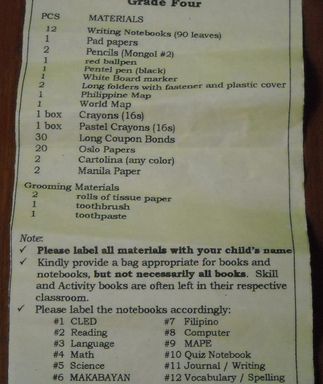 Grade Four
PCS MATERIALS
12 Writing Notebooks (90 leaves)
1 Pad papers
2 Pencils (Mongol #2)
1 red ballpen
1 Pentel pen (black)
1 White Board marker
2 Long folders with fastener and plastic cover
1 Philippine Map
1 World Map
1 box Crayons (16s)
1 box Pastel Crayons (16s)
30 Long Coupon Bonds
20 Oslo Papers
2 Cartolina (any color)
2 Manila Paper
Grooming Materials
2 rolls of tissue paper
1 toothbrush
1 toothpaste
Note:
✓ Please label all materials with your child's name
✓ Kindly provide a bag appropriate for books and
notebooks, but not necessarily all books. Skill
and Activity books are often left in their respective
classroom.
✓ Please label the notebooks accordingly:
#1 CLED #7 Filipino
#2 Reading #8 Computer
#3 Language #9 MAPE
#4 Math #10 Quiz Notebook
#5 Science #11 Journal / Writing
#6 MAKABAYAN #12 Vocabulary / Spelling